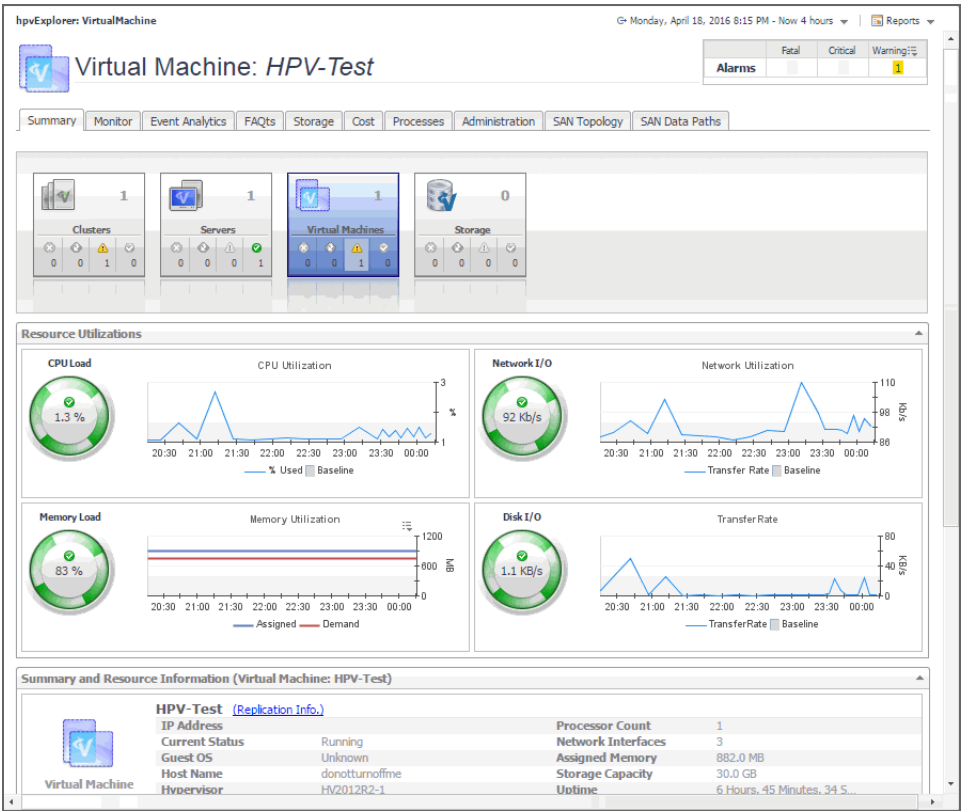 hpvExplorer: VirtualMachine
Monday, April 18, 2016 8:15 PM - Now 4 hours | Reports
Virtual Machine: HPV-Test
Fatal Critical Warning
Alarms 1
Summary Monitor Event Analytics FAQts Storage Cost Processes Administration SAN Topology SAN Data Paths
1 1 1 0
Clusters Servers Virtual Machines Storage
0 0 1 0 0 0 0 1 0 0 1 0 0 0 0 0
Resource Utilizations
CPU Load CPU Utilization
1.3 %
3
%
1
20:30 21:00 21:30 22:00 22:30 23:00 23:30 00:00
% Used Baseline
Network I/O Network Utilization
92 Kb/s
110
98
Kb/s
86
20:30 21:00 21:30 22:00 22:30 23:00 23:30 00:00
Transfer Rate Baseline
Memory Load Memory Utilization
83 %
1200
600
MB
0
20:30 21:00 21:30 22:00 22:30 23:00 23:30 00:00
Assigned Demand
Disk I/O TransferRate
1.1 KB/s
80
40
KB/s
0
20:30 21:00 21:30 22:00 22:30 23:00 23:30 00:00
TransferRate Baseline
Summary and Resource Information (Virtual Machine: HPV-Test)
HPV-Test (Replication Info.)
IP Address Processor Count 1
Current Status Running Network Interfaces 3
Guest OS Unknown Assigned Memory 882.0 MB
Host Name donotturnoffme Storage Capacity 30.0 GB
Virtual Machine
Hypervisor HV2012R2-1 Uptime 6 Hours, 45 Minutes, 34 S...